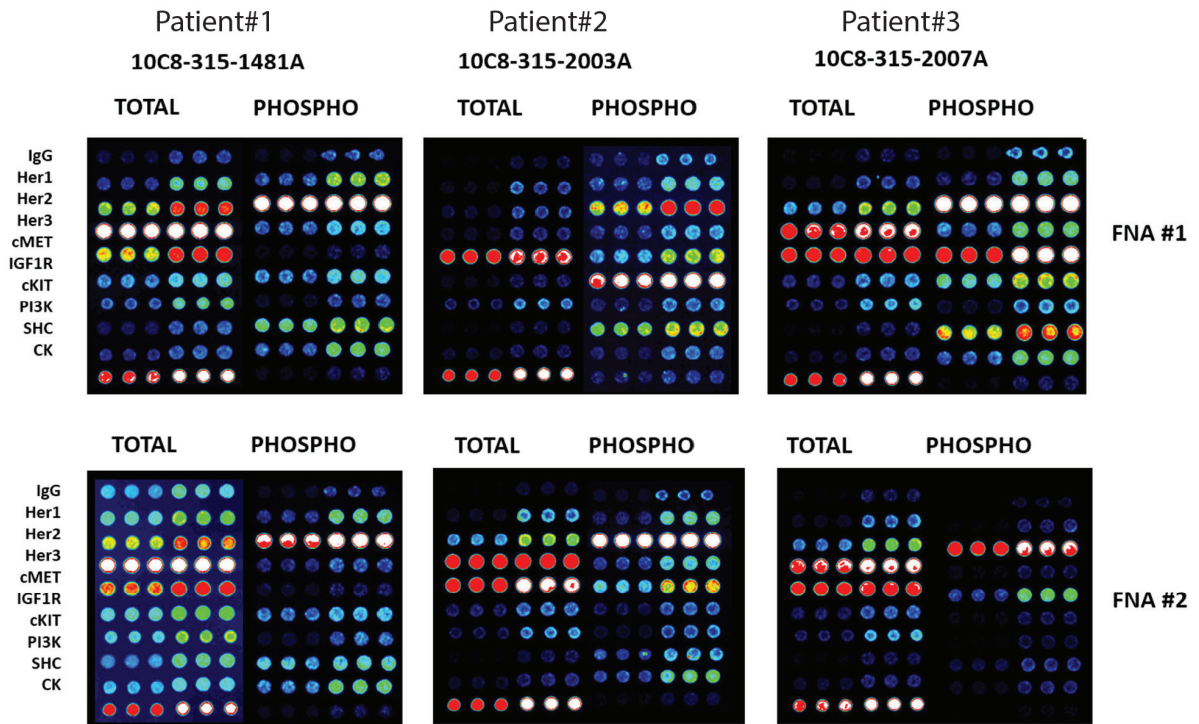 Patient#1 Patient#2 Patient#3
10C8-315-1481A 10C8-315-2003A 10C8-315-2007A
TOTAL PHOSPHO TOTAL PHOSPHO TOTAL PHOSPHO
IgG
Her1
Her2
Her3
cMET
IGF1R
cKIT
PI3K
SHC
CK
FNA #1
TOTAL PHOSPHO TOTAL PHOSPHO TOTAL PHOSPHO
IgG
Her1
Her2
Her3
cMET
IGF1R
cKIT
PI3K
SHC
CK
FNA #2